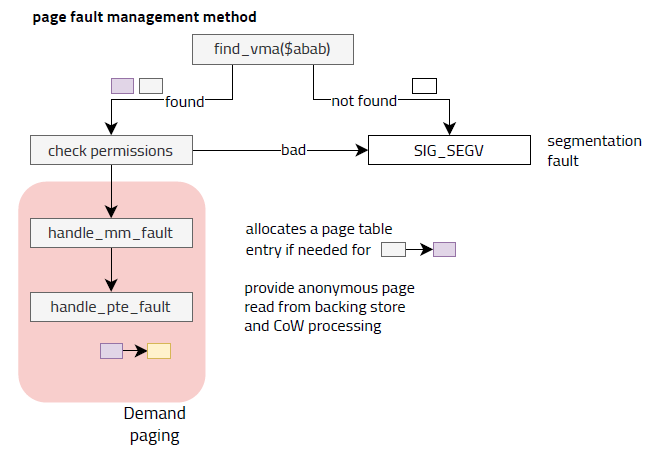 page fault management method
find_vma($abab)
found
not found
check permissions
bad
SIG_SEGV
segmentation
fault
handle_mm_fault
allocates a page table
entry if needed for
handle_pte_fault
provide anonymous page
read from backing store
and CoW processing
Demand
paging